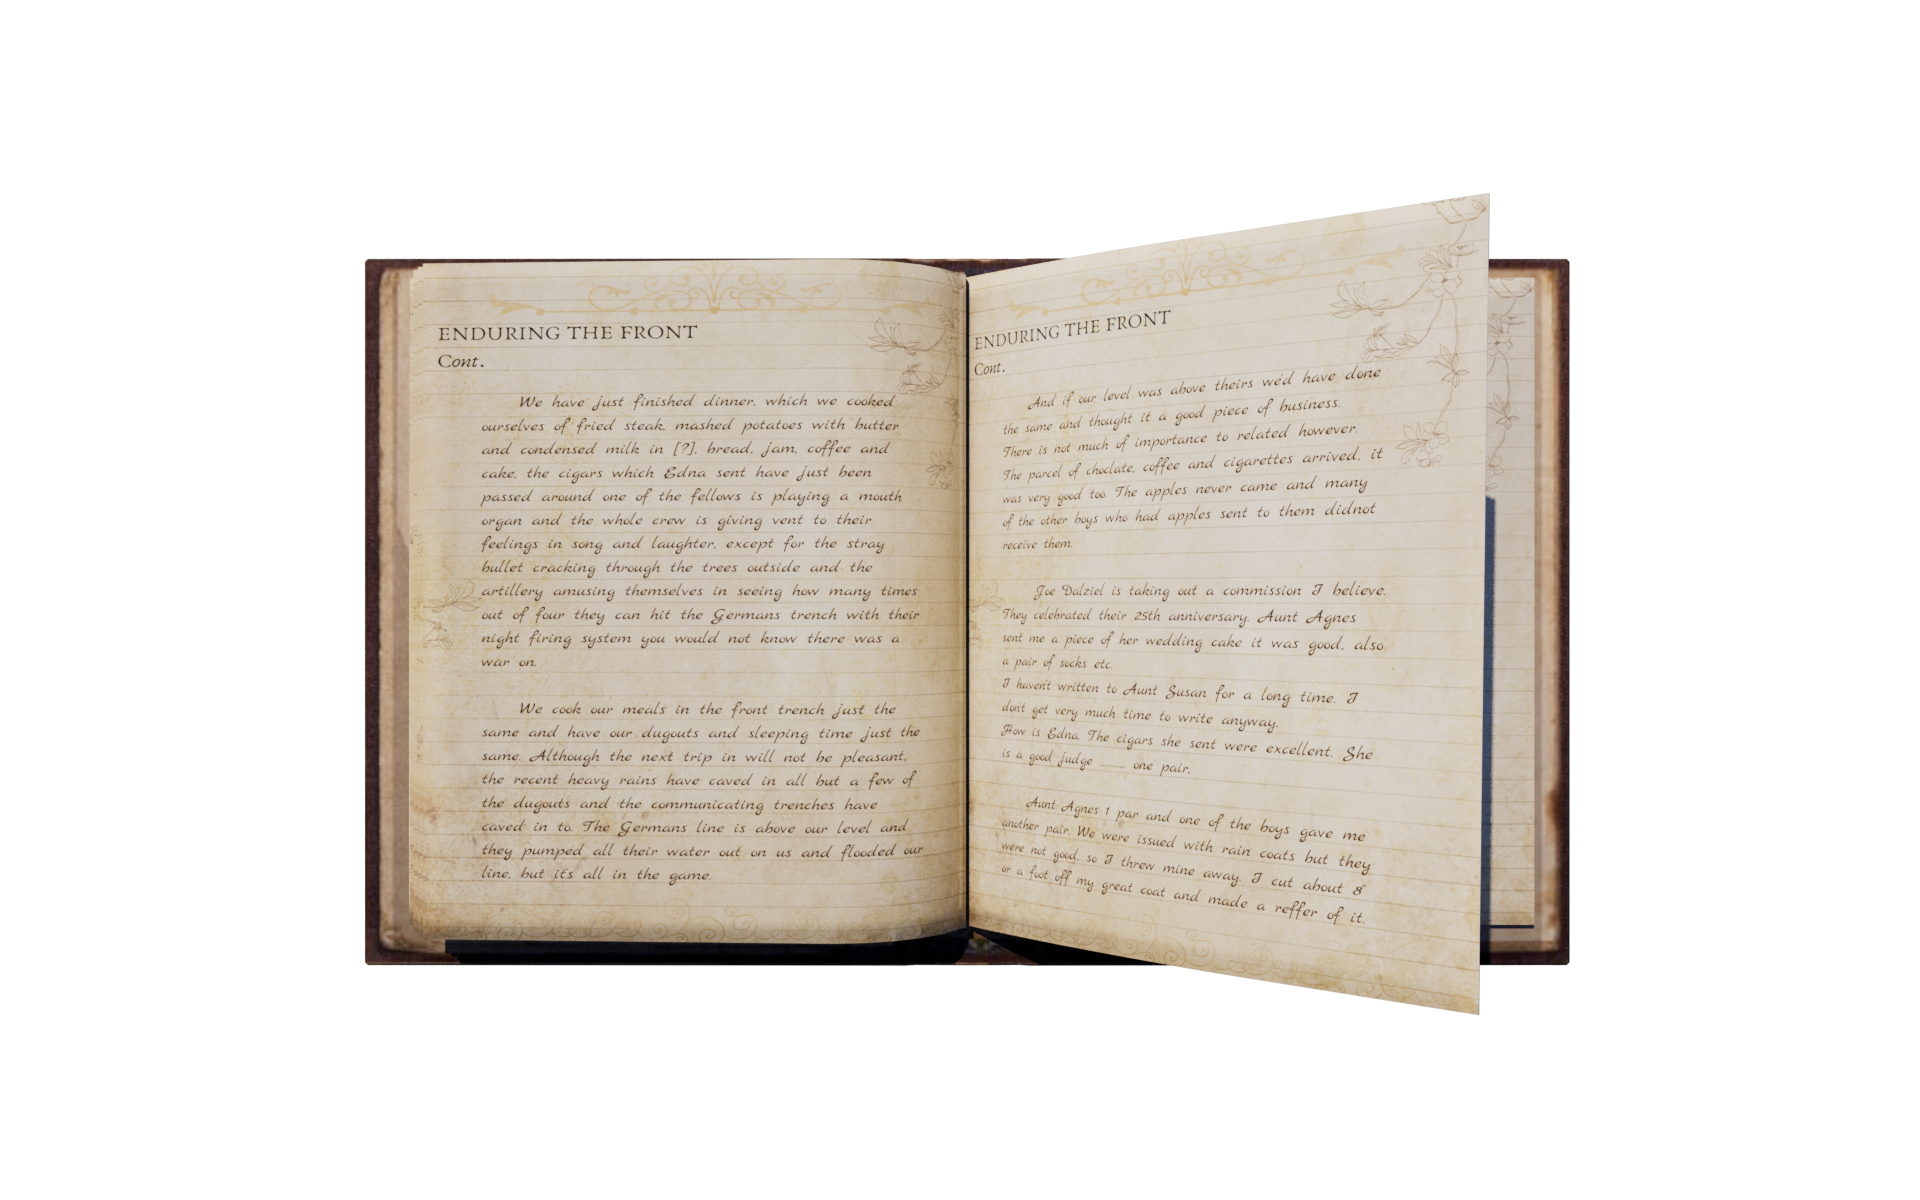 ENDURING THE FRONT
Cont.
We have just finished dinner, which we cooked
ourselves of fried steak, mashed potatoes with butter
and condensed milk in [?], bread, jam, coffee and
cake, the cigars which Edna sent have just been
passed around one of the fellows is playing a mouth
organ and the whole crew is giving vent to their
feelings in song and laughter, except for the stray
bullet cracking through the trees outside and the
artillery amusing themselves in seeing how many times
out of four they can hit the Germans trench with their
night firing system you would not know there was a
war on.
We cook our meals in the front trench just the
same and have our dugouts and sleeping time just the
same. Although the next trip in will not be pleasant,
the recent heavy rains have caved in all but a few of
the dugouts and the communicating trenches have
caved in to. The Germans line is above our level and
they pumped all their water out on us and flooded our
line, but it's all in the game.
ENDURING THE FRONT
Cont.
And if our level was above theirs we'd have done
the same and thought it a good piece of business.
There is not much of importance to related however.
The parcel of choclate, coffee and cigarettes arrived, it
was very good too. The apples never came and many
of the other boys who had apples sent to them didnot
receive them.
Joe Dalziel is taking out a commission I believe.
They celebrated their 25th anniversary. Aunt Agnes
sent me a piece of her wedding cake it was good, also
a pair of socks etc.
I haven't written to Aunt Susan for a long time. I
don't get very much time to write anyway.
How is Edna. The cigars she sent were excellent. She
is a good judge .......... one pair,
Aunt Agnes 1 par and one of the boys gave me
another pair. We were issued with rain coats but they
were not good, so I threw mine away. I cut about 8"
or a foot off my great coat and made a reffer of it.